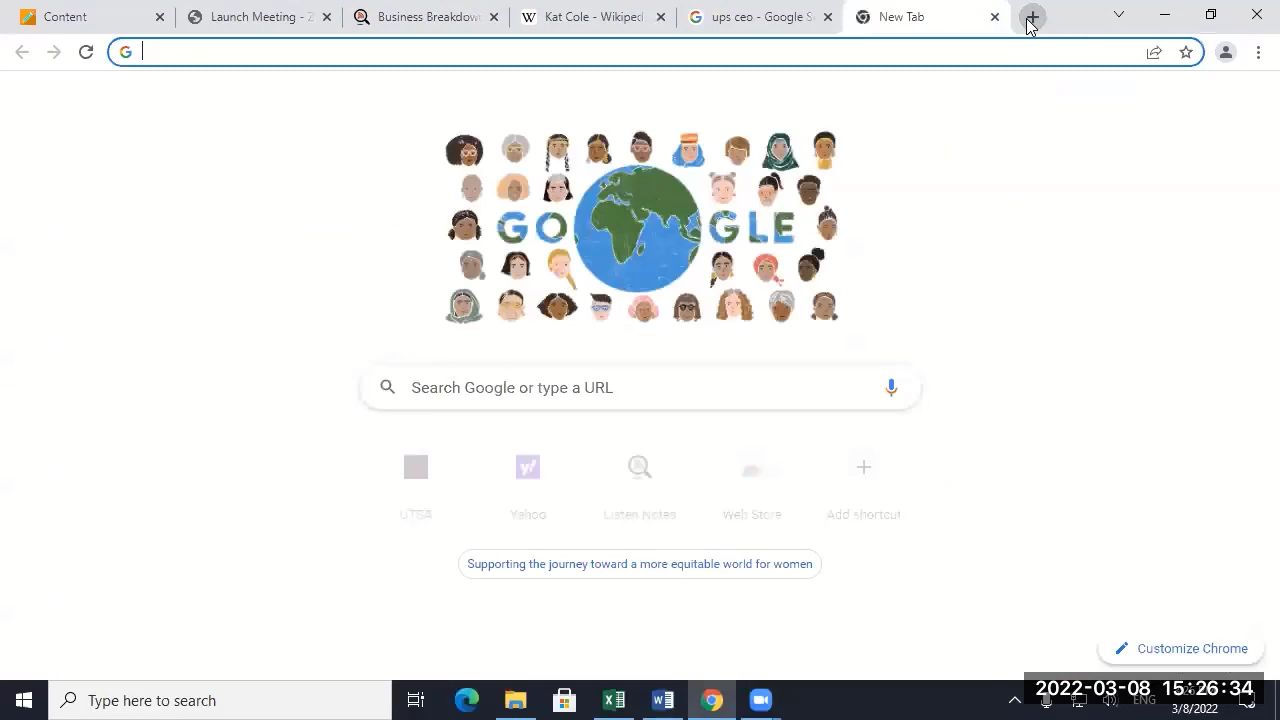 Content
Launch Meeting - Z
Business Breakdow
Kat Cole - Wikiped
ups ceo - Google S
New Tab
GO GLE
Search Google or type a URL
UTSA
Yahoo
Listen Notes
Web Store
Add shortcut
Supporting the journey toward a more equitable world for women
Customize Chrome
Type here to search
2022-03-08 15:26:34
ENG
3/8/2022